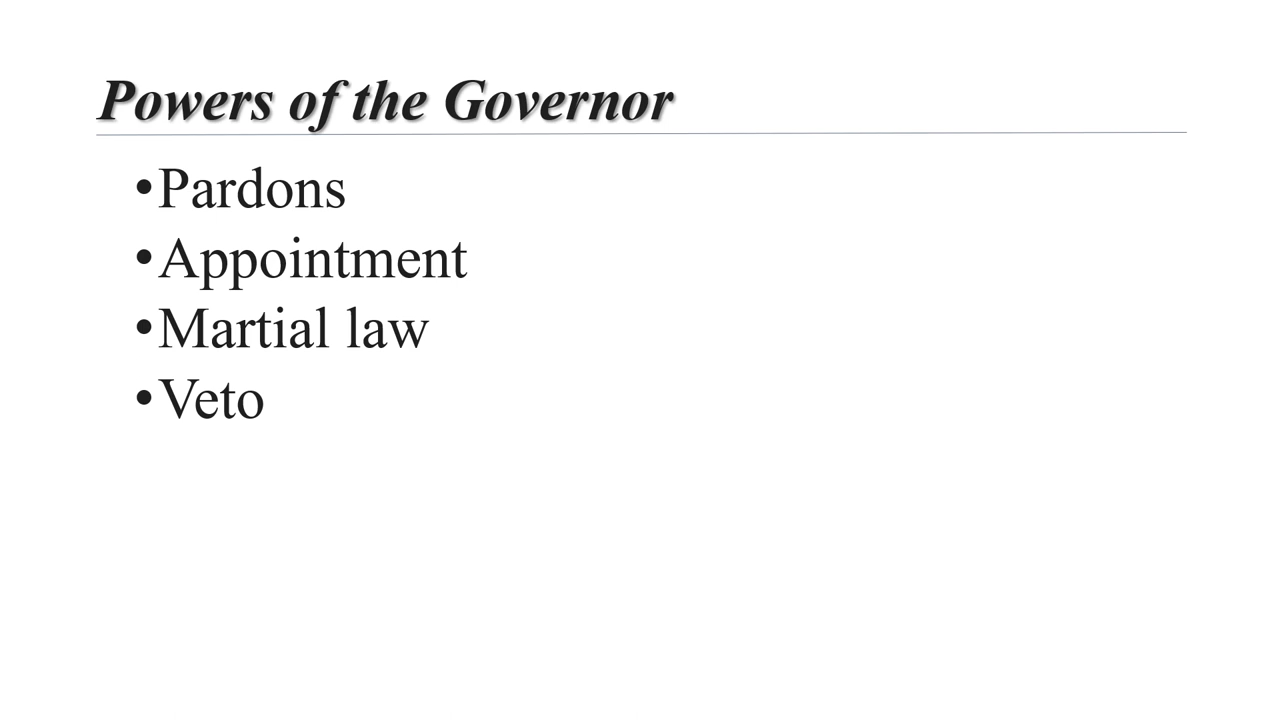 Powers of the Governor
•Pardons
•Appointment
•Martial law
•Veto